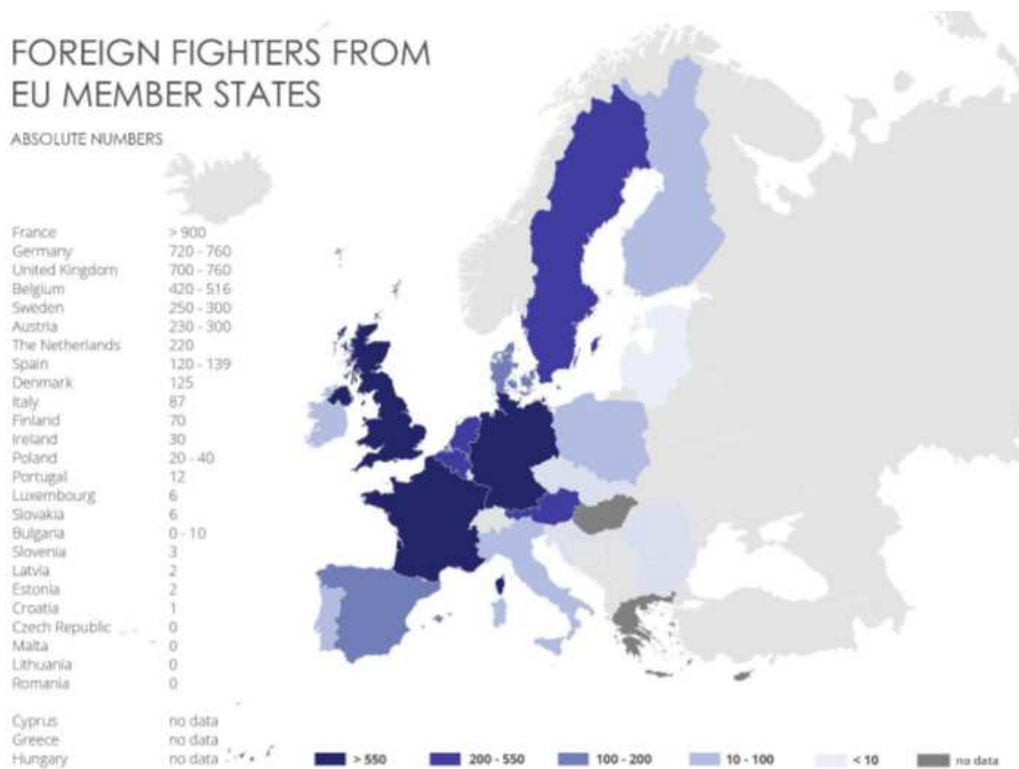 FOREIGN FIGHTERS FROM
EU MEMBER STATES
ABSOLUTE NUMBERS
France > 900
Germany 720 - 760
United Kingdom 700 - 760
Belgium 420 - 516
Sweden 250 - 300
Austria 230 - 300
The Netherlands 220
Spain 120 - 139
Denmark 125
Italy 87
Finland 70
Ireland 30
Poland 20 - 40
Portugal 12
Luxembourg 6
Slovakia 6
Bulgaria 0 - 10
Slovenia 3
Latvia 2
Estonia 2
Croatia 1
Czech Republic 0
Malta 0
Lithuania 0
Romania 0
Cyprus no data
Greece no data
Hungary no data
> 550 200 - 550 100 - 200 10 - 100 < 10 no data